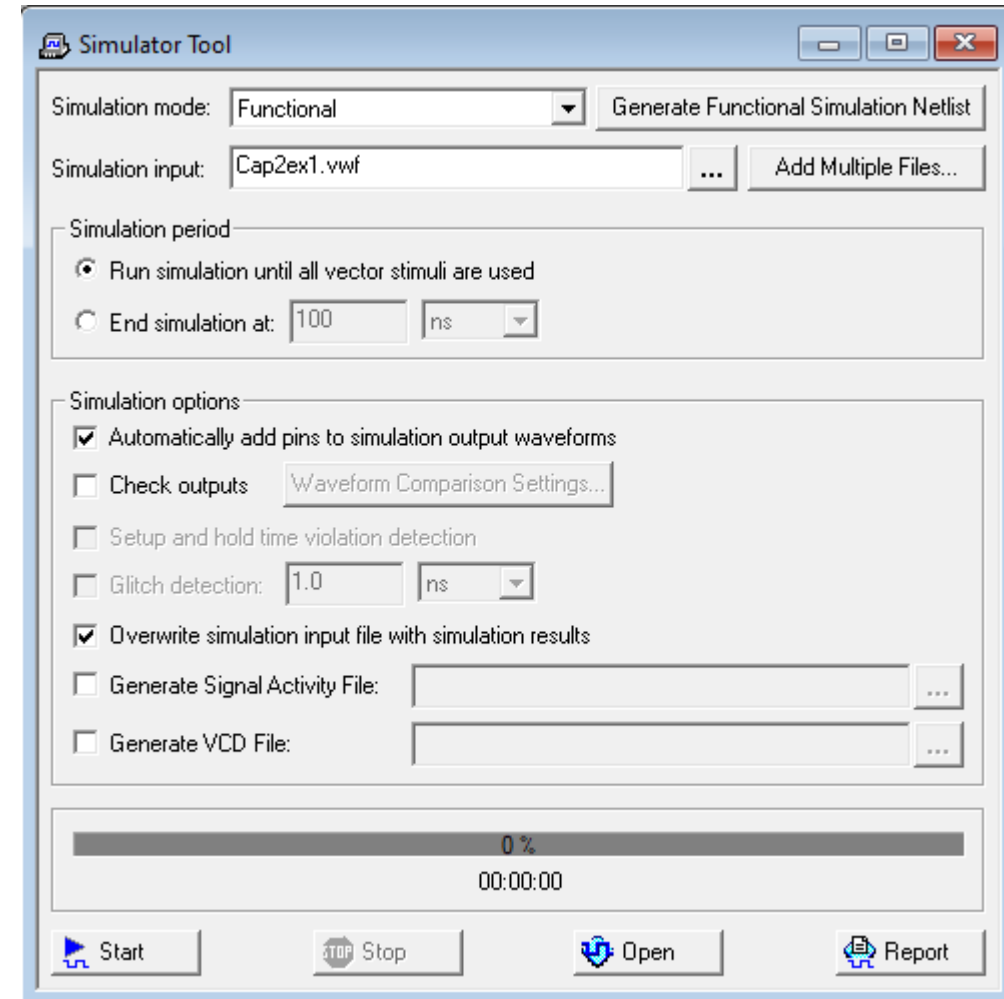 Simulator Tool
Simulation mode: Functional Generate Functional Simulation Netlist
Simulation input: Cap2ex1.vwf ... Add Multiple Files...
Simulation period
Run simulation until all vector stimuli are used
End simulation at: 100 ns
Simulation options
Automatically add pins to simulation output waveforms
Check outputs Waveform Comparison Settings...
Setup and hold time violation detection
Glitch detection: 1.0 ns
Overwrite simulation input file with simulation results
Generate Signal Activity File: ...
Generate VCD File: ...
0 %
00:00:00
Start STOP Stop Open Report